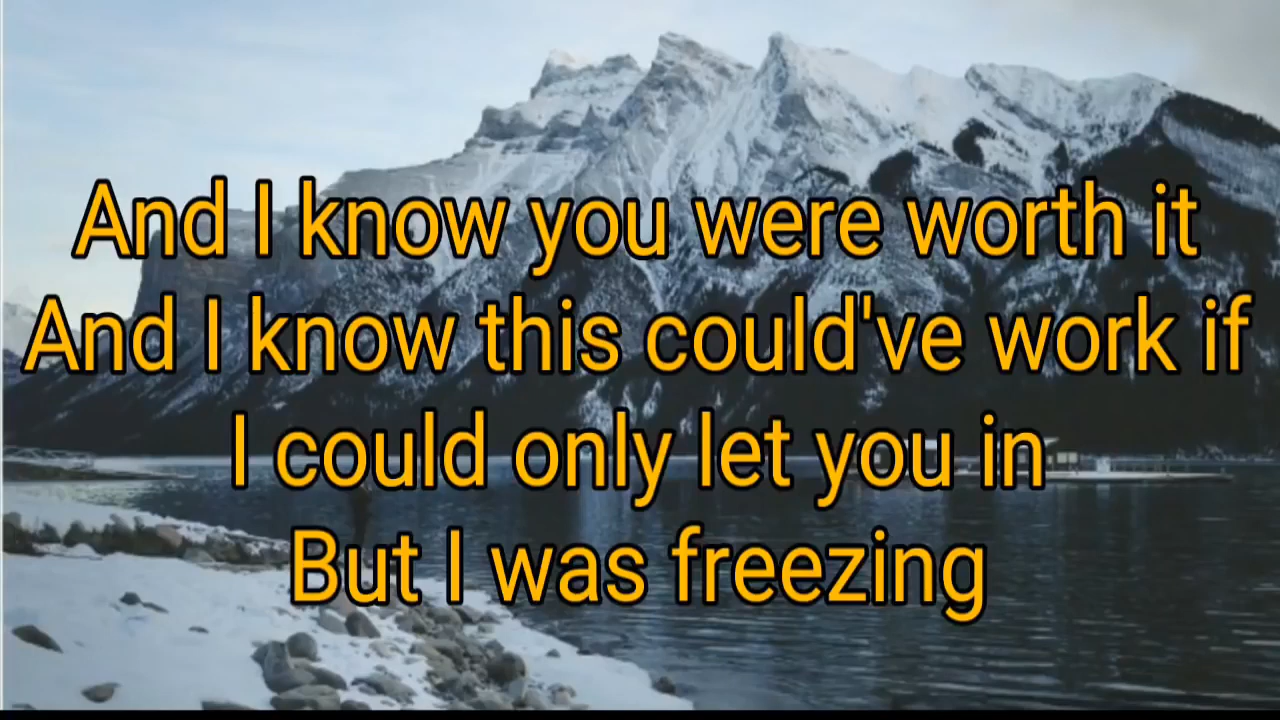 And I know you were worth it
And I know this could've work if
I could only let you in
But I was freezing